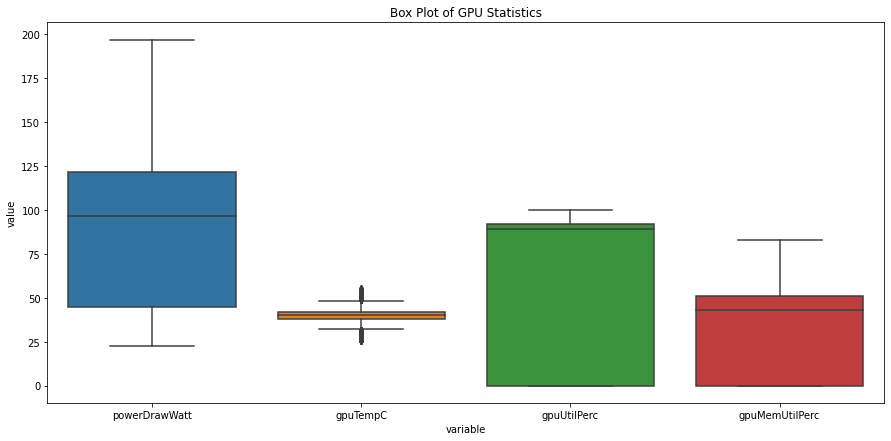 Box Plot of GPU Statistics
200
175
150
125
100
75
50
25
0
value
powerDrawWatt gpuTempC gpuUtilPerc gpuMemUtilPerc
variable